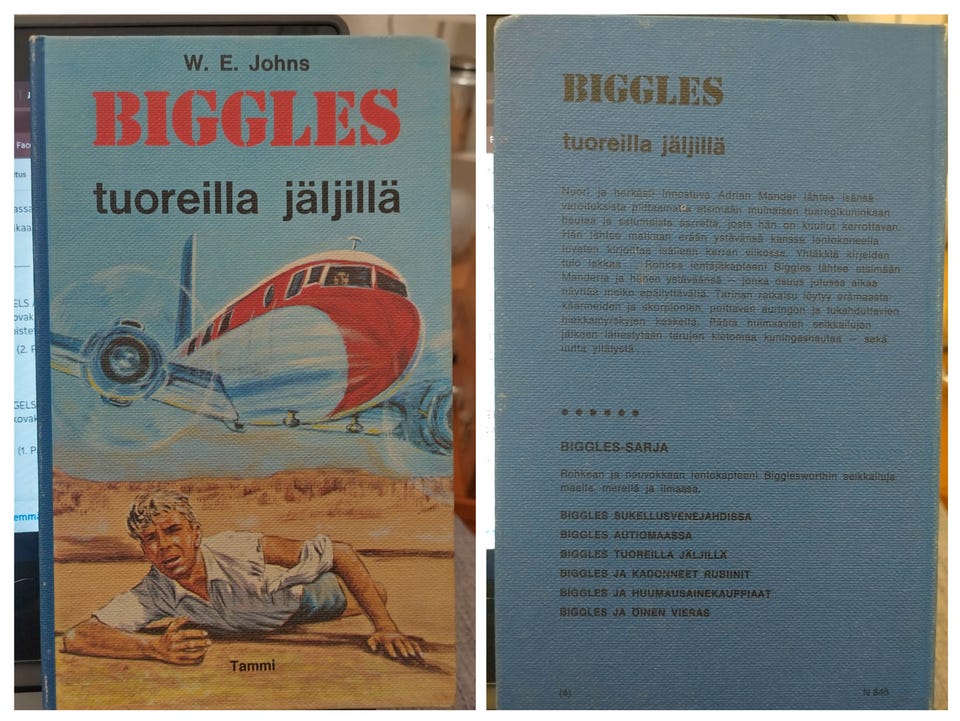 W. E. Johns
BIGGLES
tuoreilla jäljillä
Tammi
BIGGLES
tuoreilla jäljillä
Nuori ja herkästi innostuva Adrian Mander lähtee isänsä
varoituksista piittaamatta etsimään muinaisen tuaregikuninkaan
hautaa ja satumaista aarretta, josta hän on kuullut kerrottavan.
Hän lähtee matkaan erään ystävänsä kanssa lentokoneella
luvaten kirjoittaa isälleen kerran viikossa. Yhtäkkiä kirjeiden
tulo lakkaa — Rohkea lentäjäkapteeni Biggles lähtee etsimään
Manderia ja hänen ystäväänsä — jonka osuus jutussa alkaa
näyttää melko epäilyttävältä. Tarinan ratkaisu löytyy erämaasta
käärmeiden ja skorpionien, polttavan auringon ja tukahduttavien
hiekkamyrskyjen keskeltä. Päätä huimaavien seikkailujen
jälkeen lähestytään tarujen kietomaa kuningashautaa — sekä
uutta yllätystä . . .
● ● ● ● ● ●
BIGGLES-SARJA
Rohkean ja neuvokkaan lentokapteeni Bigglesworthin seikkailuja
maalla, merellä ja ilmassa.
BIGGLES SUKELLUSVENEJAHDISSA
BIGGLES AUTIOMAASSA
BIGGLES TUOREILLA JÄLJILLÄ
BIGGLES JA KADONNEET RUBIINIT
BIGGLES JA HUUMAUSAINEKAUPPIAAT
BIGGLES JA ÖINEN VIERAS
(4)
N 845